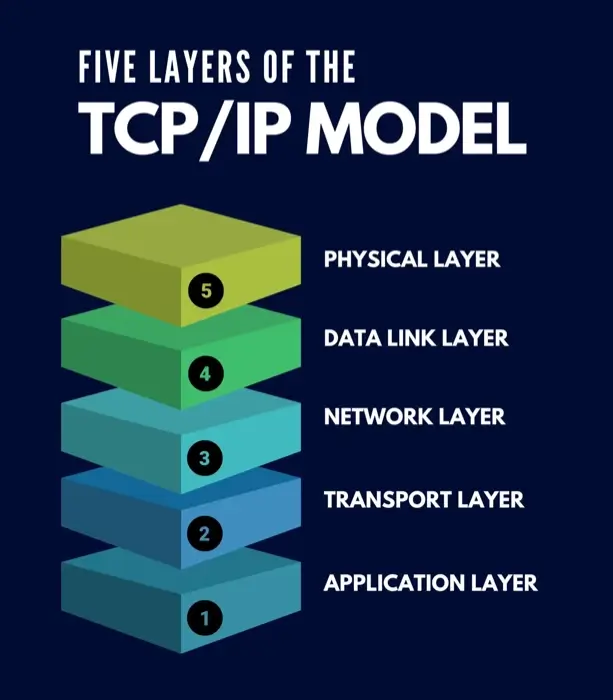 FIVE LAYERS OF THE
TCP/IP MODEL
5 PHYSICAL LAYER
4 DATA LINK LAYER
3 NETWORK LAYER
2 TRANSPORT LAYER
1 APPLICATION LAYER